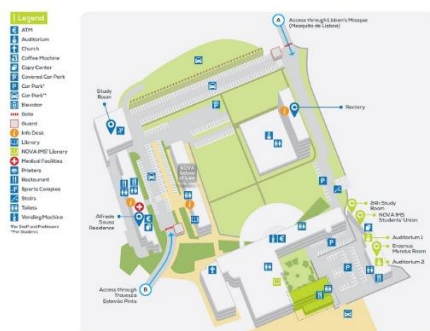 Legend
ATM
Auditorium
Church
Coffee Machine
Copy Center
Covered Car Park
Car Park*
Car Park**
Elevator
Gate
Guard
Info Desk
Library
NOVA IMS' Library
Medical Facilities
Printers
Restaurant
Sports Complex
Stairs
Toilets
Vending Machine
*For Staff and Professors
**For Students
A
Access through Lisbon's Mosque
(Mesquita de Lisboa)
Study
Room
Rectory
NOVA
School
of Law
24h Study
Room
NOVA IMS
Students' Union
Alfredo
Sousa
Residence
Auditorium 1
Erasmus
Mundus Room
Auditorium 2
B
Access through
Travessa
Estevão Pinto